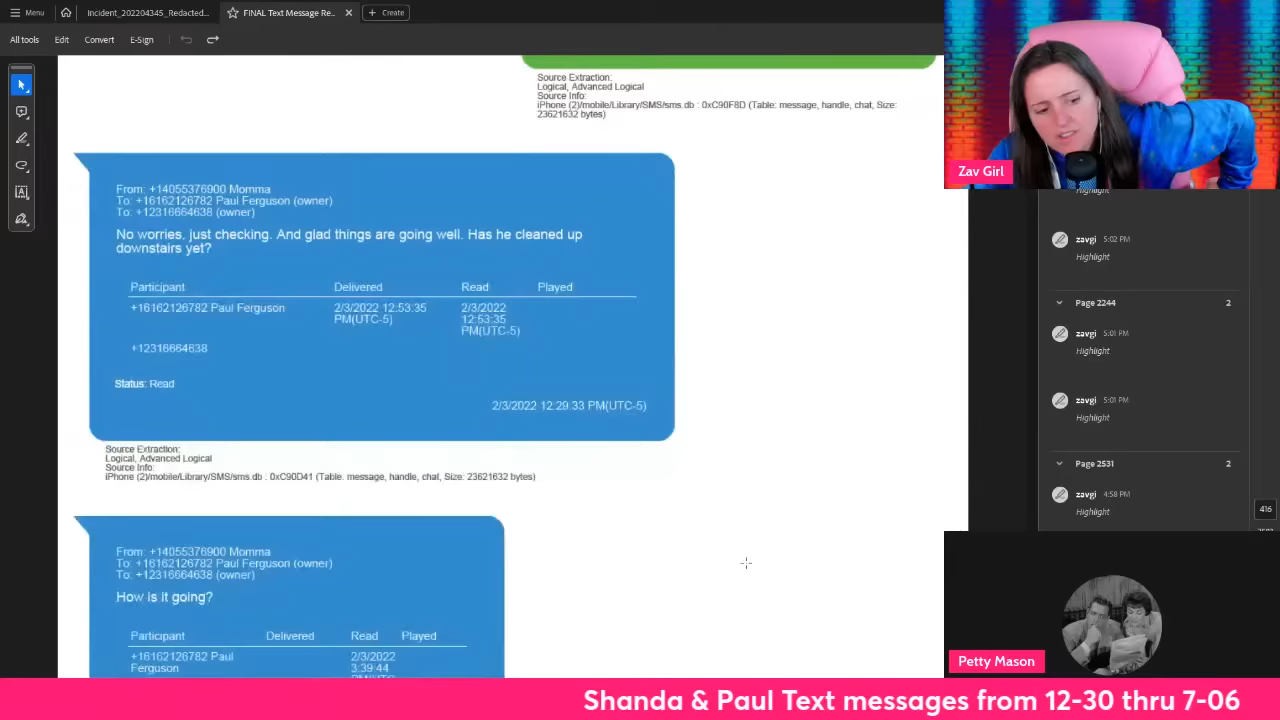 Menu
Incident_202204345_Redacted...
FINAL Text Message Re...
Create
All tools
Edit
Convert
E-Sign
Source Extraction:
Logical, Advanced Logical
Source Info:
iPhone (2)/mobile/Library/SMS/sms.db : 0xC90F8D (Table: message, handle, chat, Size:
23621632 bytes)
From: +14055376900 Momma
To: +16162126782 Paul Ferguson (owner)
To: +12316664638 (owner)
No worries, just checking. And glad things are going well. Has he cleaned up
downstairs yet?
Participant Delivered Read Played
+16162126782 Paul Ferguson 2/3/2022 12:53:35 2/3/2022
PM(UTC-5) 12:53:35
PM(UTC-5)
+12316664638
Status: Read
2/3/2022 12:29:33 PM(UTC-5)
Source Extraction:
Logical, Advanced Logical
Source Info:
iPhone (2)/mobile/Library/SMS/sms.db : 0xC90D41 (Table: message, handle, chat, Size: 23621632 bytes)
From: +14055376900 Momma
To: +16162126782 Paul Ferguson (owner)
To: +12316664638 (owner)
How is it going?
Participant Delivered Read Played
+16162126782 Paul 2/3/2022
Ferguson 3:39:44
Zav Girl
Highlight
zavgi 5:02 PM
Highlight
Page 2244 2
zavgi 5:01 PM
Highlight
zavgi 5:01 PM
Highlight
Page 2531 2
zavgi 4:58 PM
Highlight
416
Petty Mason
Shanda & Paul Text messages from 12-30 thru 7-06